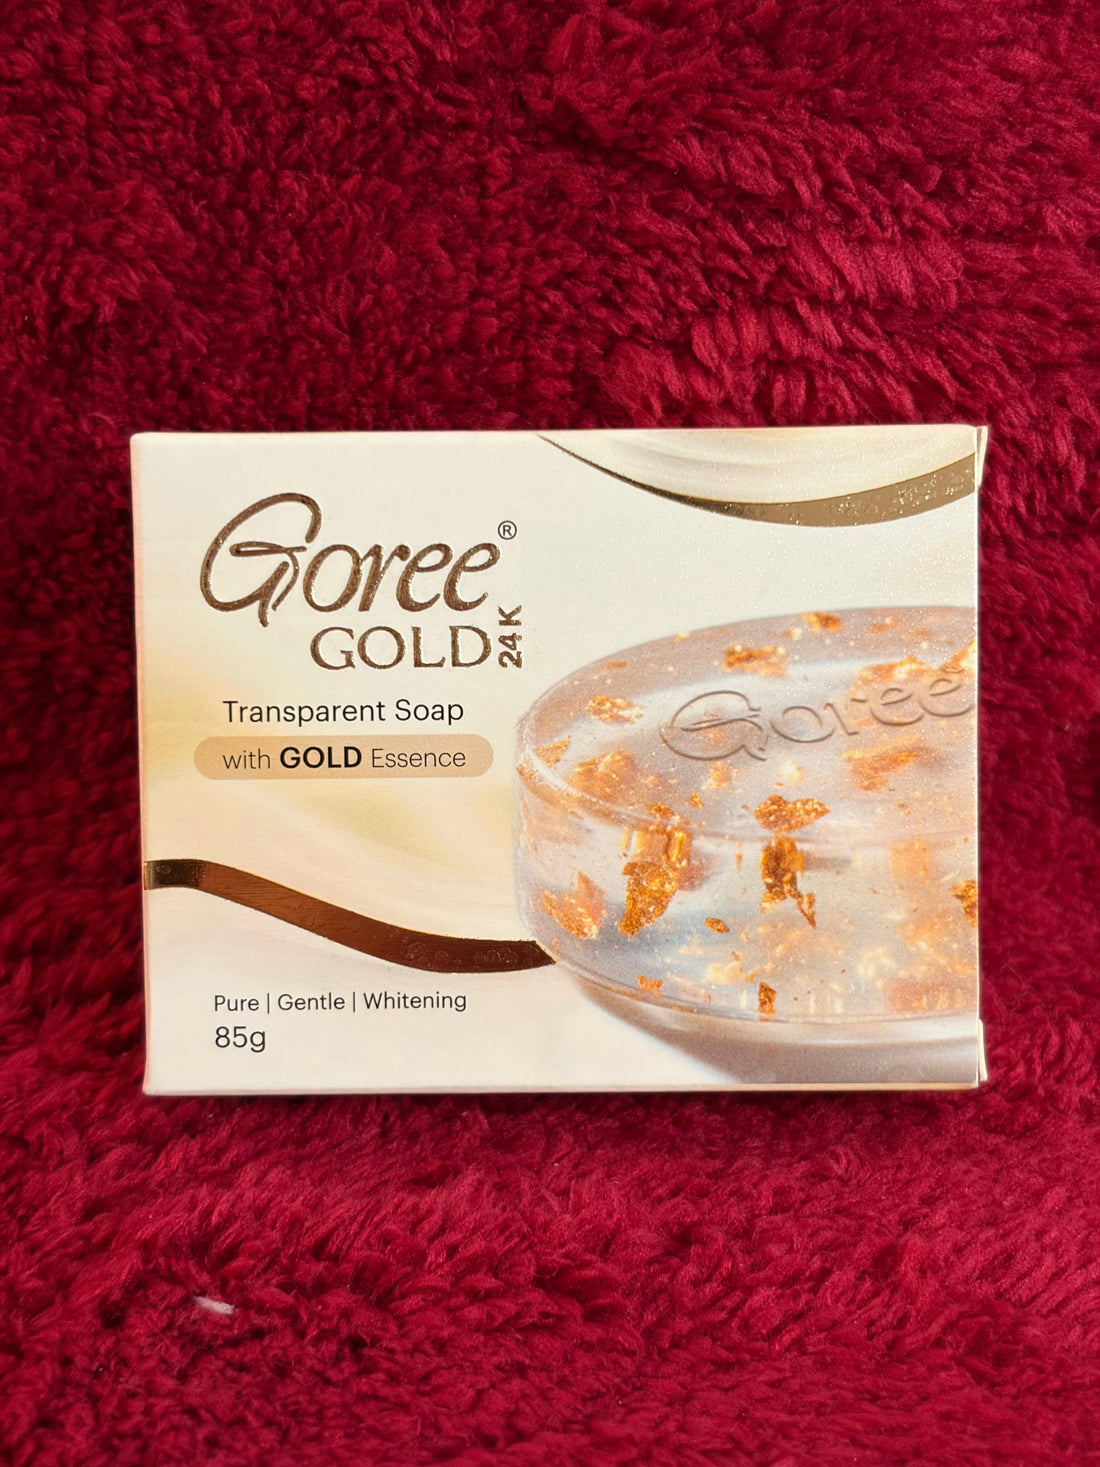 Goree®
GOLD 24K
Transparent Soap
with GOLD Essence
Goree
Pure | Gentle | Whitening
85g